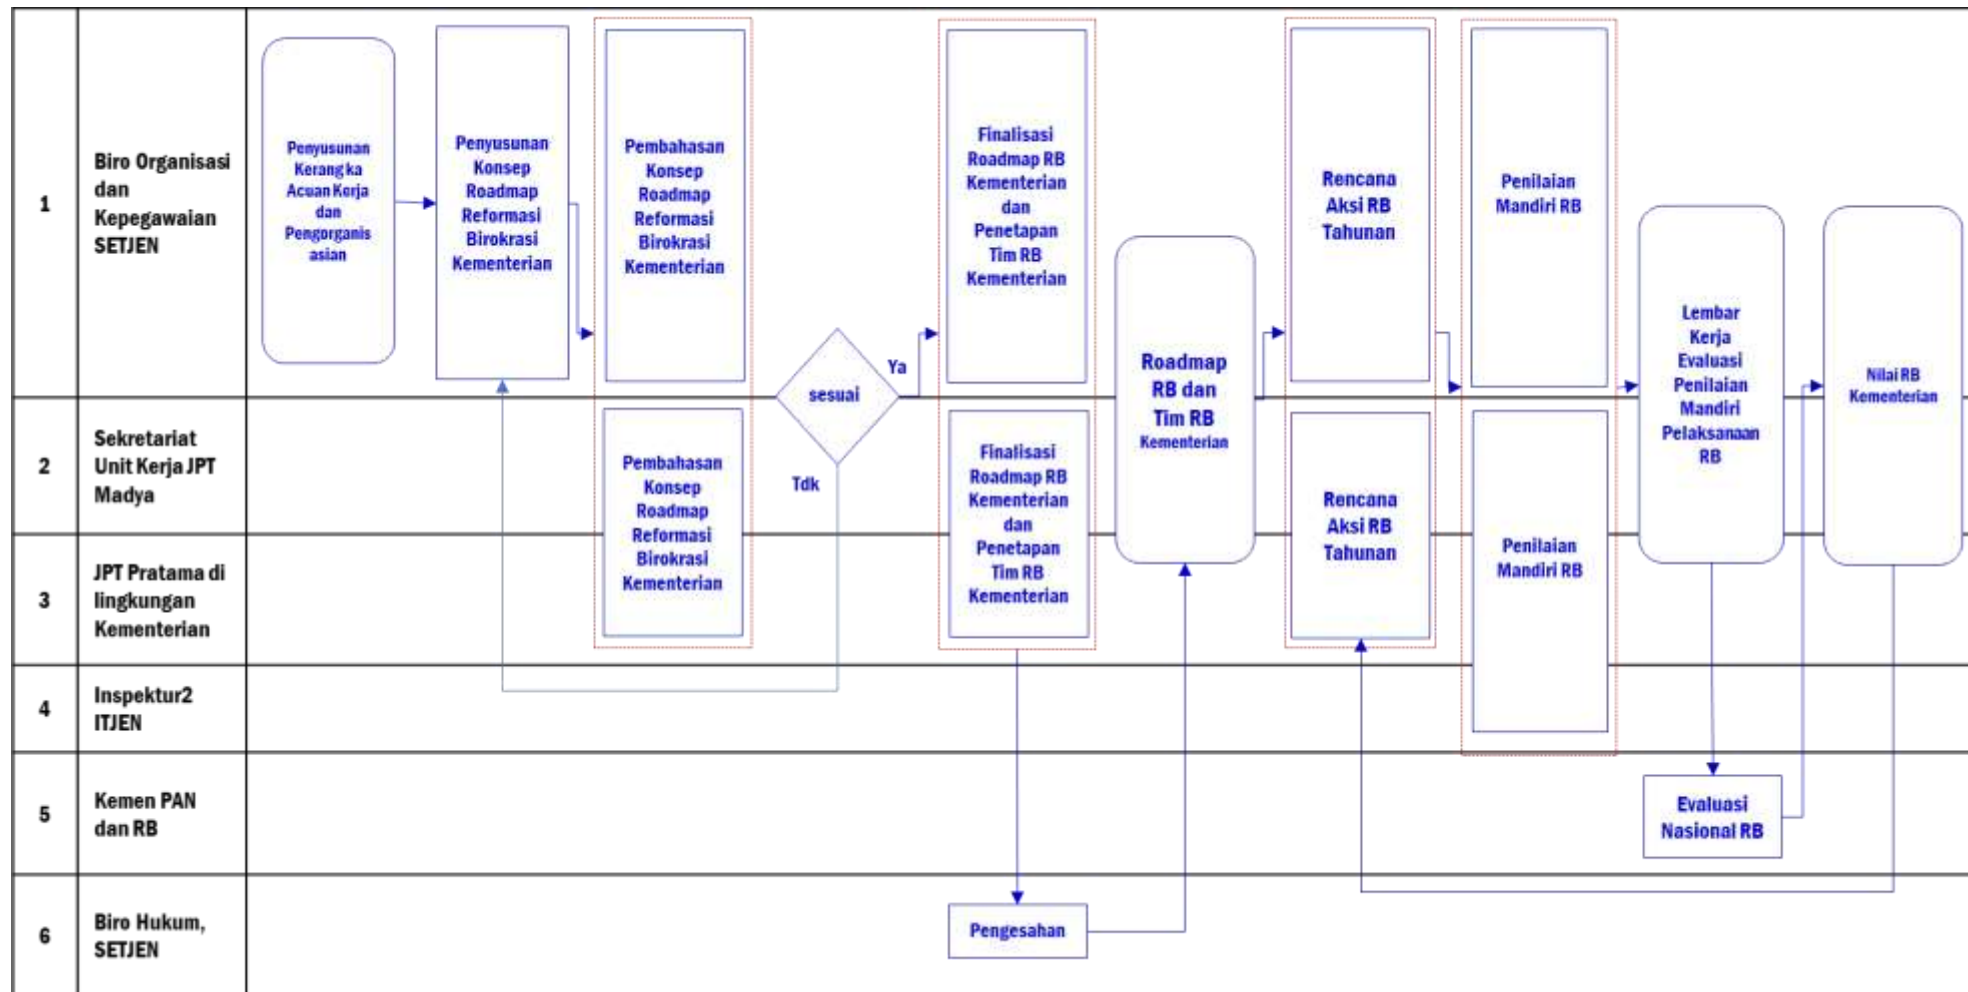 1
Biro Organisasi
dan
Kepegawaian
SETJEN
Penyusunan
Kerangka
Acuan Kerja
dan
Pengorganis
asian
Penyusunan
Konsep
Roadmap
Reformasi
Birokrasi
Kementerian
Pembahasan
Konsep
Roadmap
Reformasi
Birokrasi
Kementerian
sesuai
Ya
Tdk
Finalisasi
Roadmap RB
Kementerian
dan
Penetapan
Tim RB
Kementerian
Roadmap
RB dan
Tim RB
Kementerian
Rencana
Aksi RB
Tahunan
Penilaian
Mandiri RB
Lembar
Kerja
Evaluasi
Penilaian
Mandiri
Pelaksanaan
RB
Nilai RB
Kementerian
2
Sekretariat
Unit Kerja JPT
Madya
Pembahasan
Konsep
Roadmap
Reformasi
Birokrasi
Kementerian
Finalisasi
Roadmap RB
Kementerian
dan
Penetapan
Tim RB
Kementerian
Rencana
Aksi RB
Tahunan
Penilaian
Mandiri RB
3
JPT Pratama di
lingkungan
Kementerian
4
Inspektur2
ITJEN
5
Kemen PAN
dan RB
Evaluasi
Nasional RB
6
Biro Hukum,
SETJEN
Pengesahan